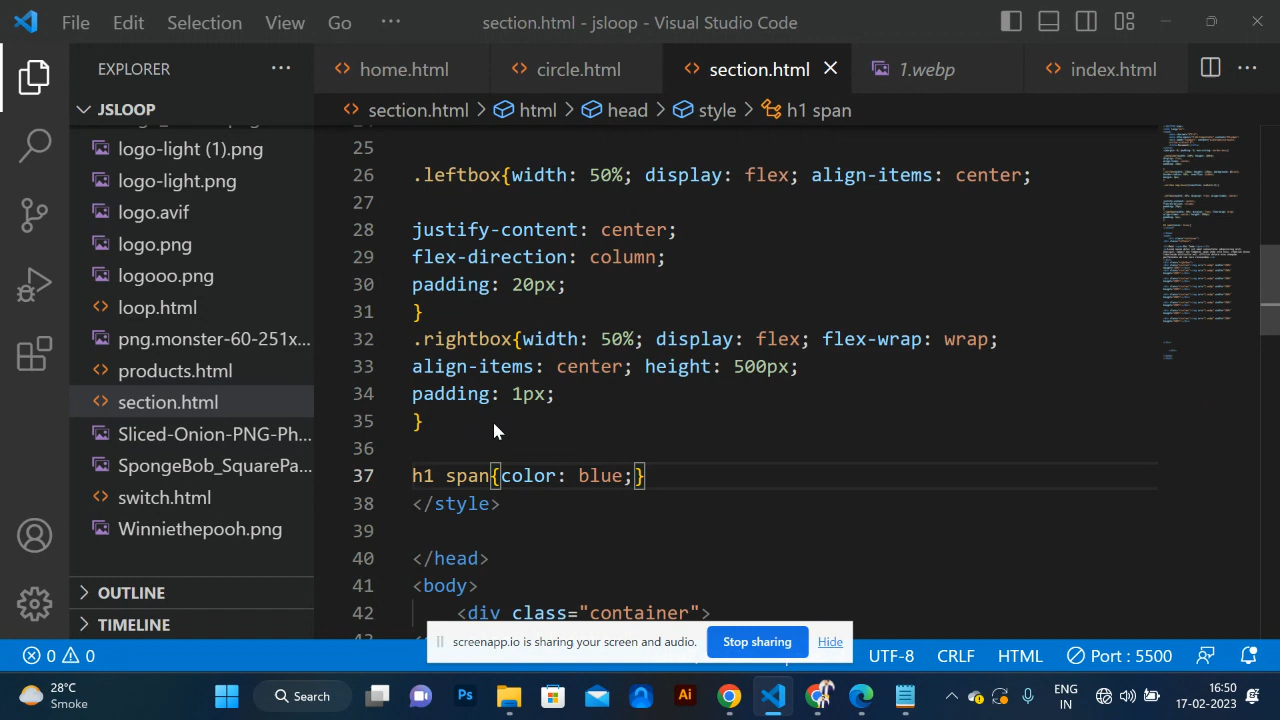 File Edit Selection View Go ··· section.html - jsloop - Visual Studio Code
EXPLORER ···
home.html circle.html section.html 1.webp index.html ···
JSLOOP
section.html > html > head > style > h1 span
logo-light (1).png
logo-light.png
logo.avif
logo.png
logooo.png
loop.html
png.monster-60-251x...
products.html
section.html
Sliced-Onion-PNG-Ph...
SpongeBob_SquarePa...
switch.html
Winniethepooh.png
OUTLINE
TIMELINE
25
26 .leftbox{width: 50%; display: flex; align-items: center;
27
28 justify-content: center;
29 flex-direction: column;
30 padding: 20px;
31 }
32 .rightbox{width: 50%; display: flex; flex-wrap: wrap;
33 align-items: center; height: 500px;
34 padding: 1px;
35 }
36
37 h1 span{color: blue;}
38 </style>
39
40 </head>
41 <body>
42 <div class="container">
screenapp.io is sharing your screen and audio. Stop sharing Hide
0 0 UTF-8 CRLF HTML Port : 5500
28°C
Smoke
Search
Ps
Ai
ENG
IN
16:50
17-02-2023